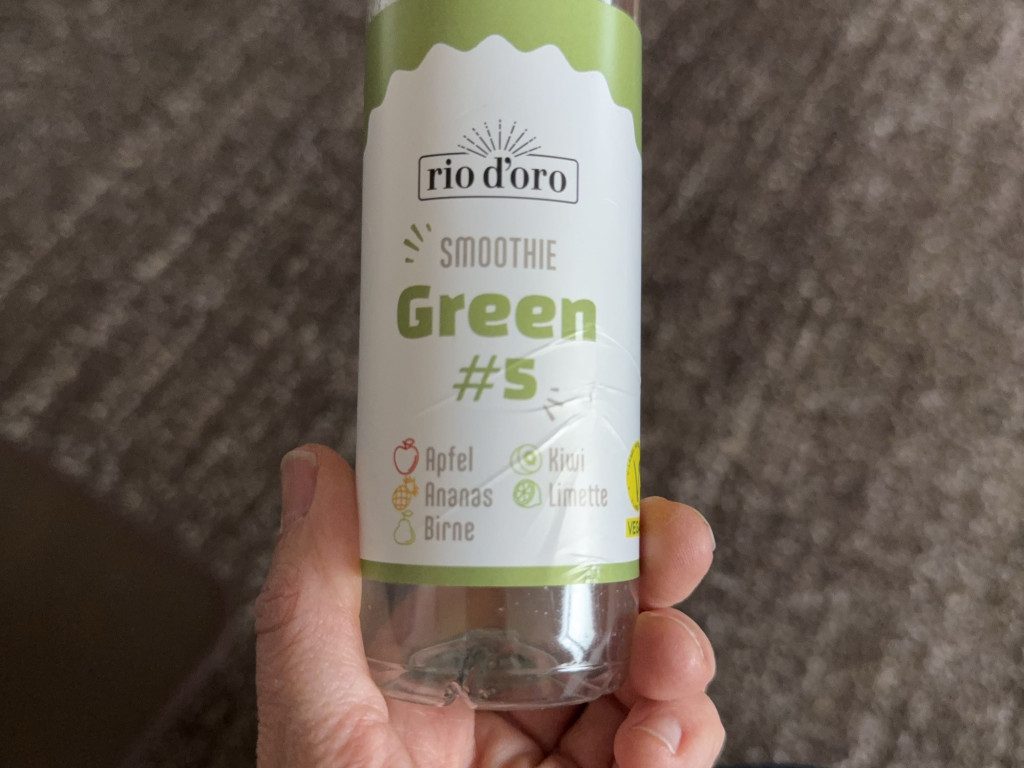 rio d'oro
SMOOTHIE
Green
#5
Apfel
Kiwi
Ananas
Limette
Birne